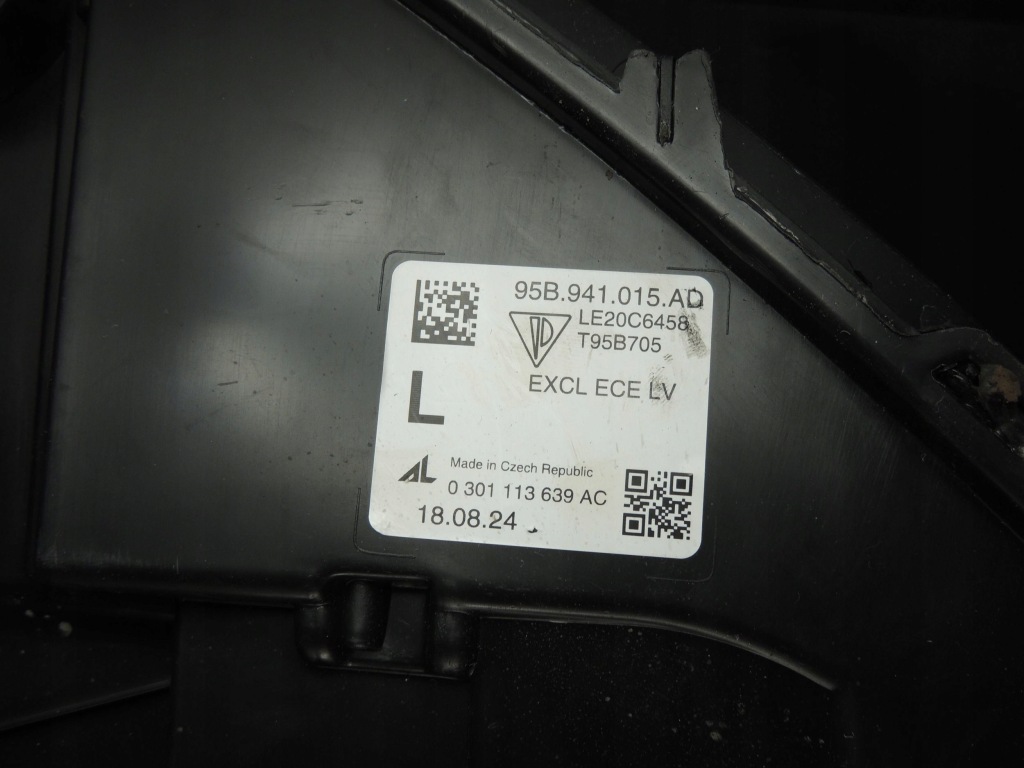 95B.941.015.AD
LE20C6458
T95B705
EXCL ECE LV
L
AL
Made in Czech Republic
0 301 113 639 AC
18.08.24